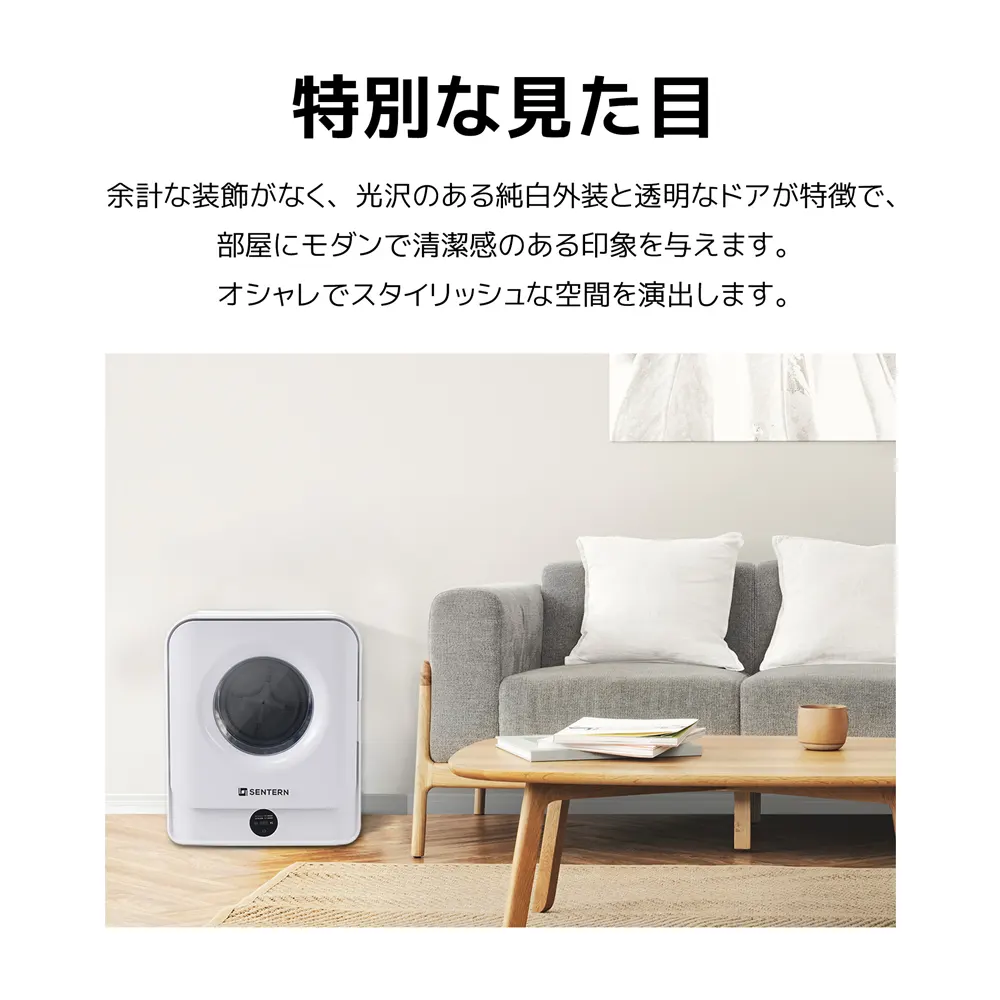 特別な見た目
余計な装飾がなく、光沢のある純白外装と透明なドアが特徴で、
部屋にモダンで清潔感のある印象を与えます。
オシャレでスタイリッシュな空間を演出します。
SENTERN